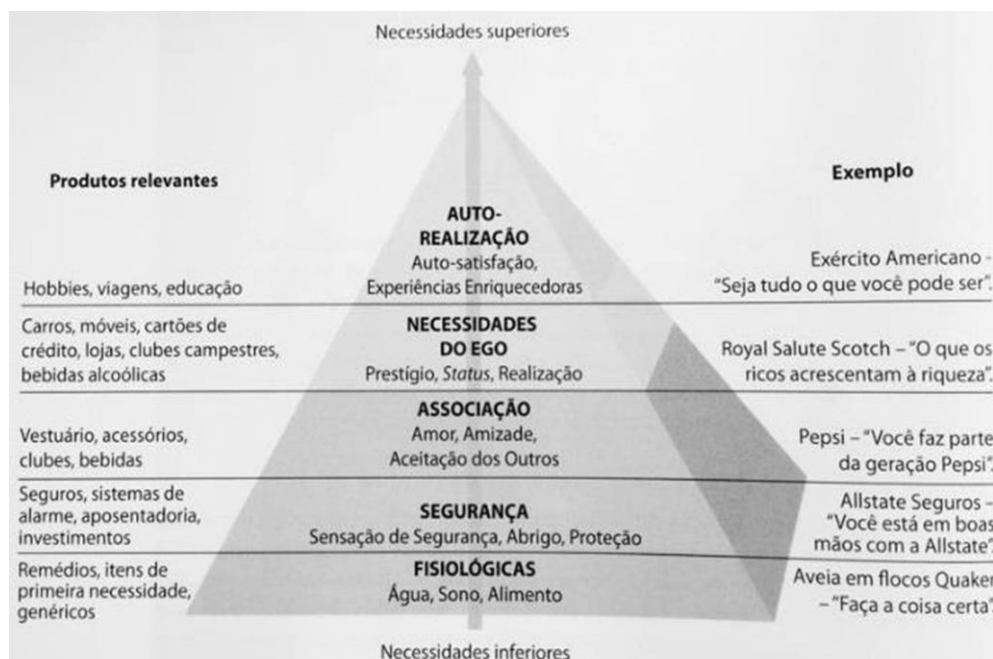 Necessidades superiores
Produtos relevantes
Exemplo
AUTO-
REALIZAÇÃO
Auto-satisfação,
Experiências Enriquecedoras
Hobbies, viagens, educação
Exército Americano -
“Seja tudo o que você pode ser”.
Carros, móveis, cartões de
crédito, lojas, clubes campestres,
bebidas alcoólicas
NECESSIDADES
DO EGO
Prestígio, Status, Realização
Royal Salute Scotch – “O que os
ricos acrescentam à riqueza”.
Vestuário, acessórios,
clubes, bebidas
ASSOCIAÇÃO
Amor, Amizade,
Aceitação dos Outros
Pepsi – “Você faz parte
da geração Pepsi”.
Seguros, sistemas de
alarme, aposentadoria,
investimentos
SEGURANÇA
Sensação de Segurança, Abrigo, Proteção
Allstate Seguros –
“Você está em boas
mãos com a Allstate”.
Remédios, itens de
primeira necessidade,
genéricos
FISIOLÓGICAS
Água, Sono, Alimento
Aveia em flocos Quaker
– “Faça a coisa certa”.
Necessidades inferiores